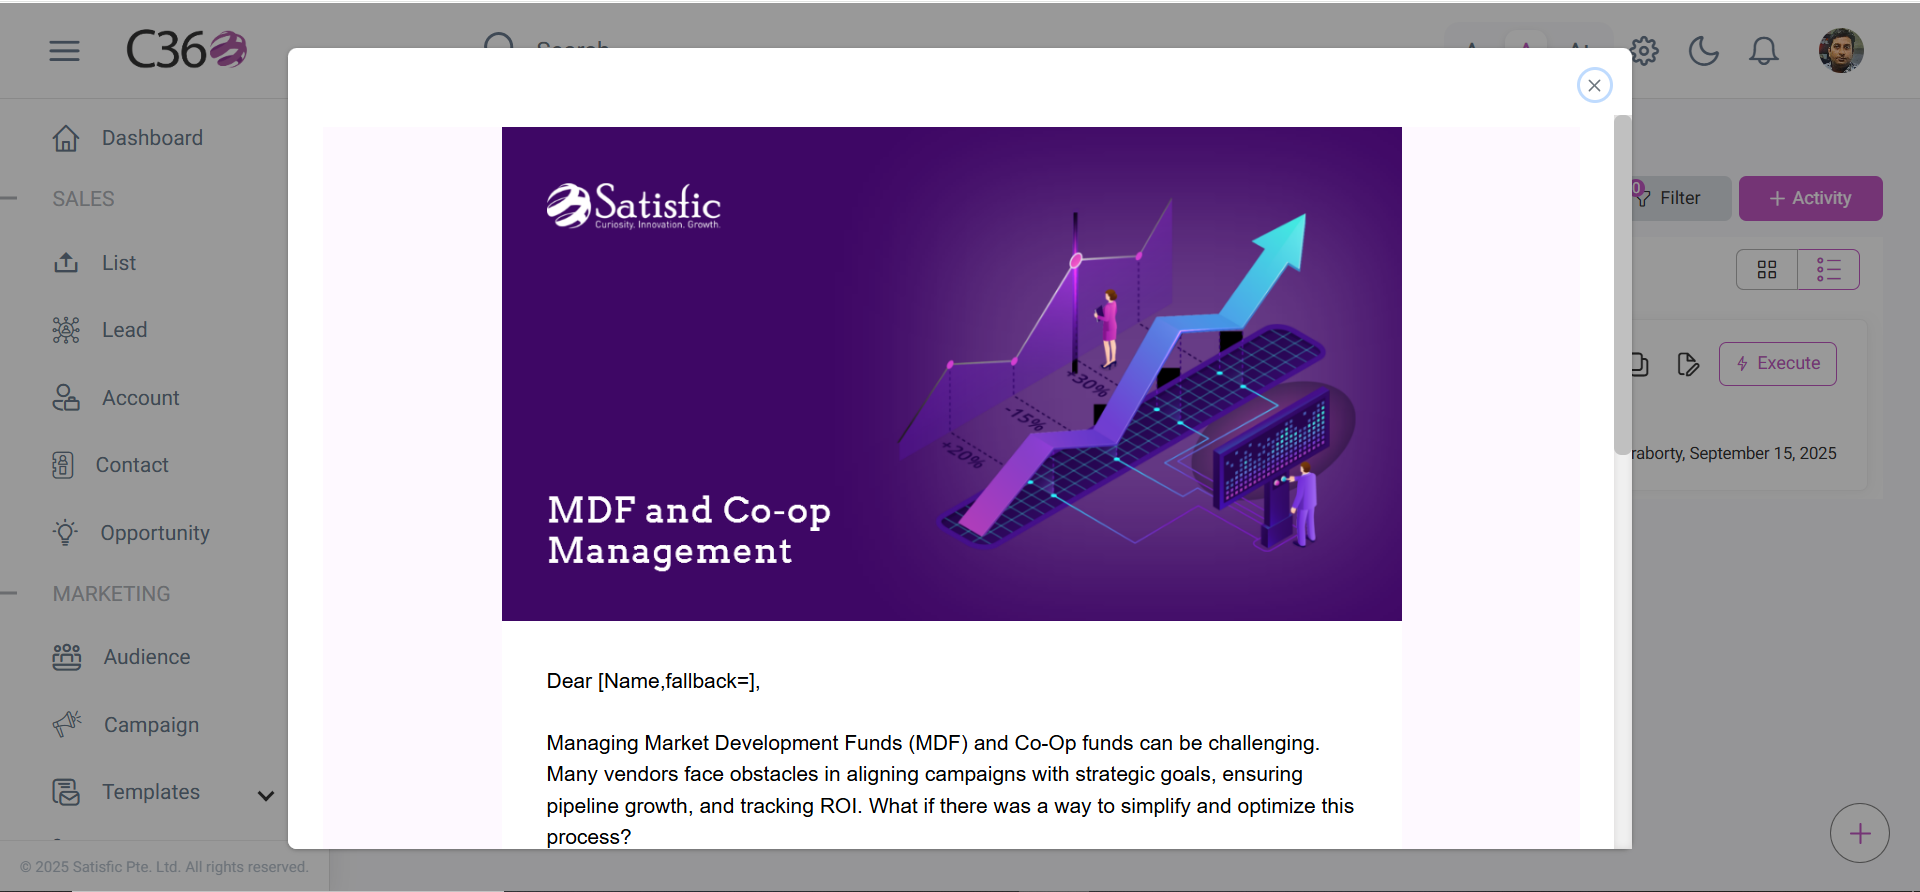 C360
Search
Dashboard
SALES
List
Lead
Account
Contact
Opportunity
MARKETING
Audience
Campaign
Templates
© 2025 Satisfic Pte. Ltd. All rights reserved.
0
Filter
+ Activity
Execute
raborty, September 15, 2025
Satisfic
Curiosity. Innovation. Growth.
+30%
-15%
+20%
MDF and Co-op
Management
Dear [Name,fallback=],
Managing Market Development Funds (MDF) and Co-Op funds can be challenging.
Many vendors face obstacles in aligning campaigns with strategic goals, ensuring
pipeline growth, and tracking ROI. What if there was a way to simplify and optimize this
process?